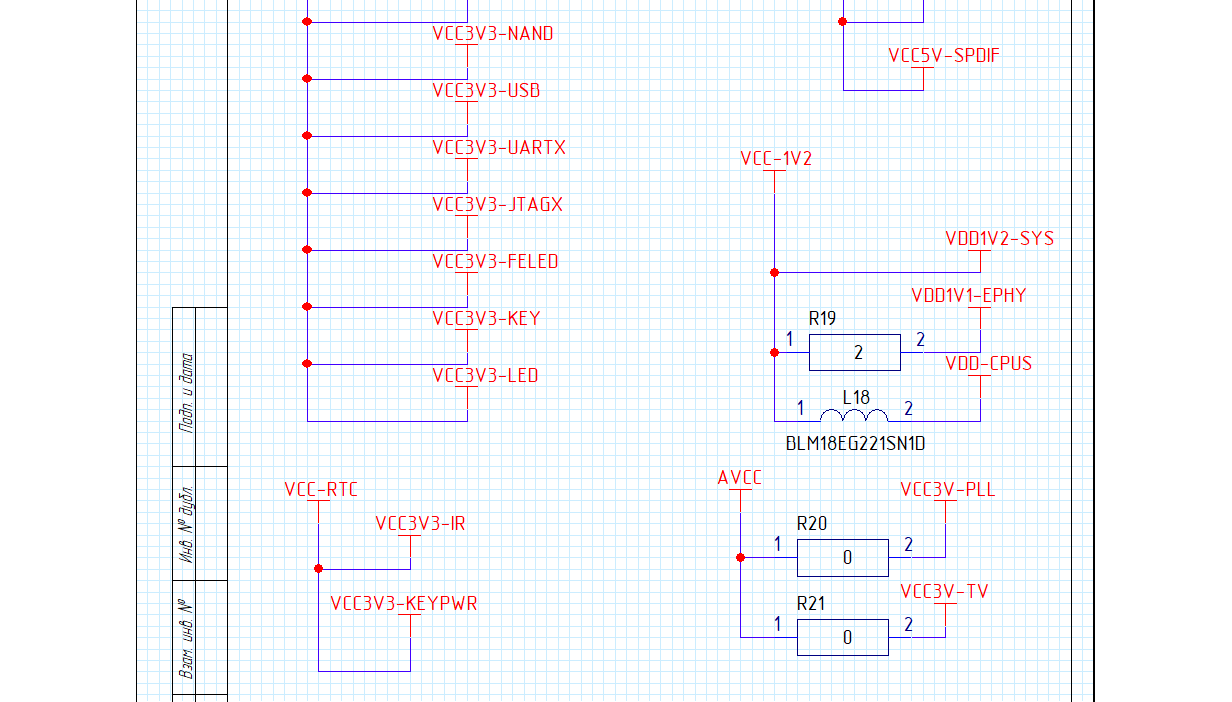 VCC3V3-NAND
VCC3V3-USB
VCC3V3-UARTX
VCC3V3-JTAGX
VCC3V3-FELED
VCC3V3-KEY
VCC3V3-LED
VCC5V-SPDIF
VCC-1V2
VDD1V2-SYS
VDD1V1-EPHY
R19
1 2 2
VDD-CPUS
L18
1 2
BLM18EG221SN1D
VCC-RTC
VCC3V3-IR
VCC3V3-KEYPWR
AVCC
VCC3V-PLL
R20
1 0 2
VCC3V-TV
R21
1 0 2
Подп. и дата
Инв. № дубл.
Взам. инв. №